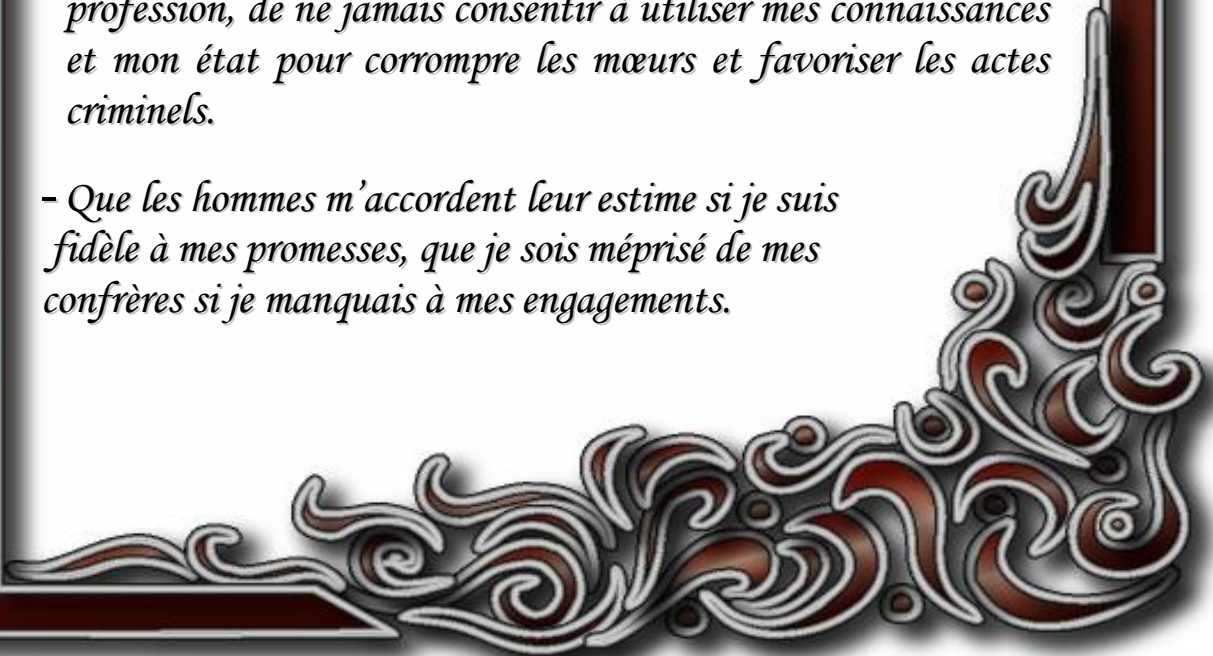 profession, de ne jamais consentir à utiliser mes connaissances
et mon état pour corrompre les mœurs et favoriser les actes
criminels.
- Que les hommes m’accordent leur estime si je suis
fidèle à mes promesses, que je sois méprisé de mes
confrères si je manquais à mes engagements.